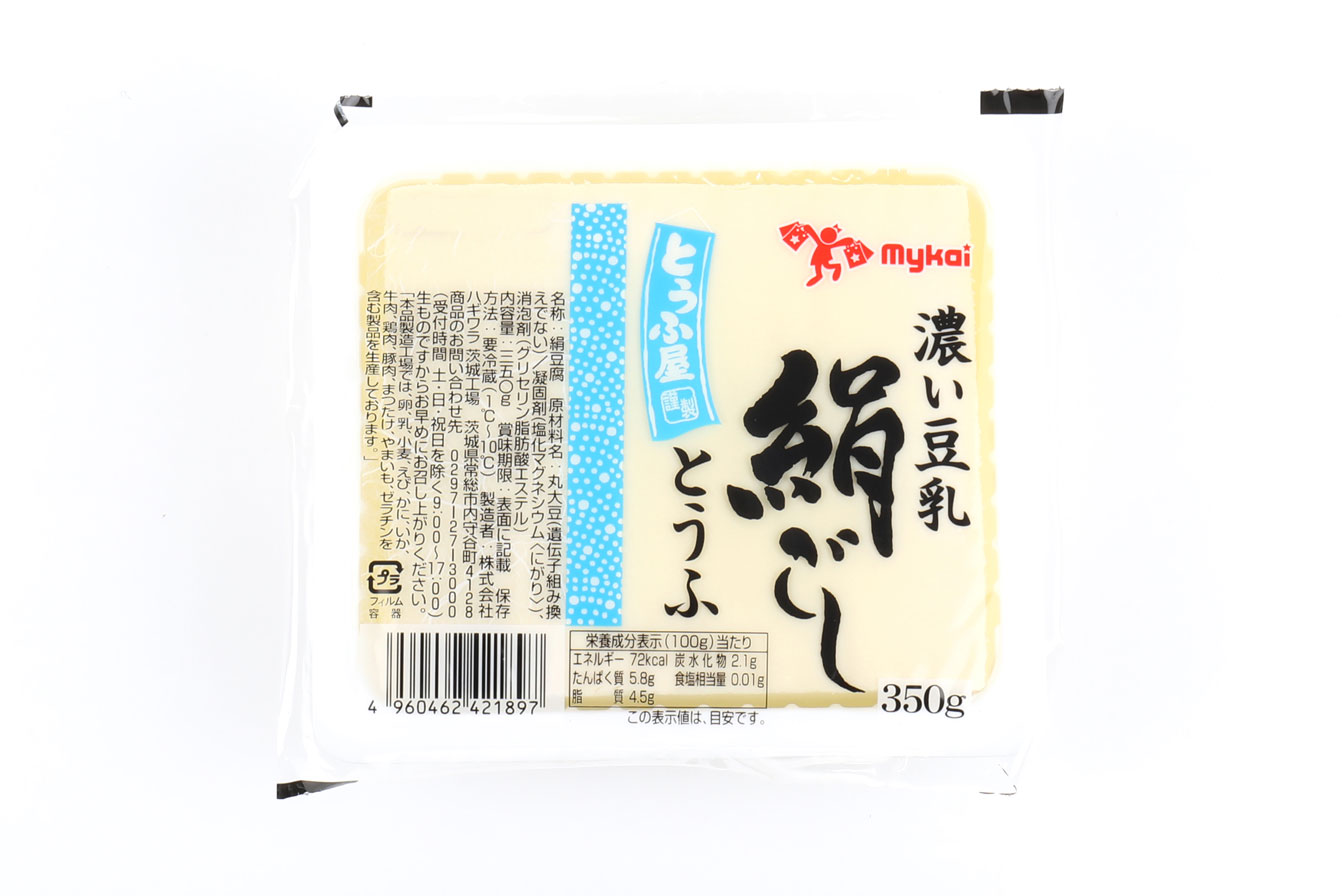 mykai
濃い豆乳
絹ごし
とうふ
とうふ屋
謹製
350g
名称：絹豆腐　原材料名：丸大豆(遺伝子組み換
えでない)／凝固剤(塩化マグネシウム〈にがり〉)、
消泡剤(グリセリン脂肪酸エステル)
内容量：三五〇g　賞味期限：表面に記載　保存
方法：要冷蔵(1℃〜10℃)　製造者：株式会社
ハギワラ 茨城工場　茨城県常総市内守谷町4128
商品のお問い合わせ先　0297-27-3000
(受付時間 土・日・祝日を除く9:00〜17:00)
生ものですからお早めにお召し上がりください。
「本品製造工場では、卵、乳、小麦、えび、かに、いか、
牛肉、鶏肉、豚肉、まつたけ、やまいも、ゼラチンを
含む製品を生産しております。」
プラ
フィルム
容器
4 960462 421897
栄養成分表示(100g)当たり
エネルギー 72kcal 炭水化物 2.1g
たんぱく質 5.8g 食塩相当量 0.01g
脂質 4.5g
この表示値は、目安です。